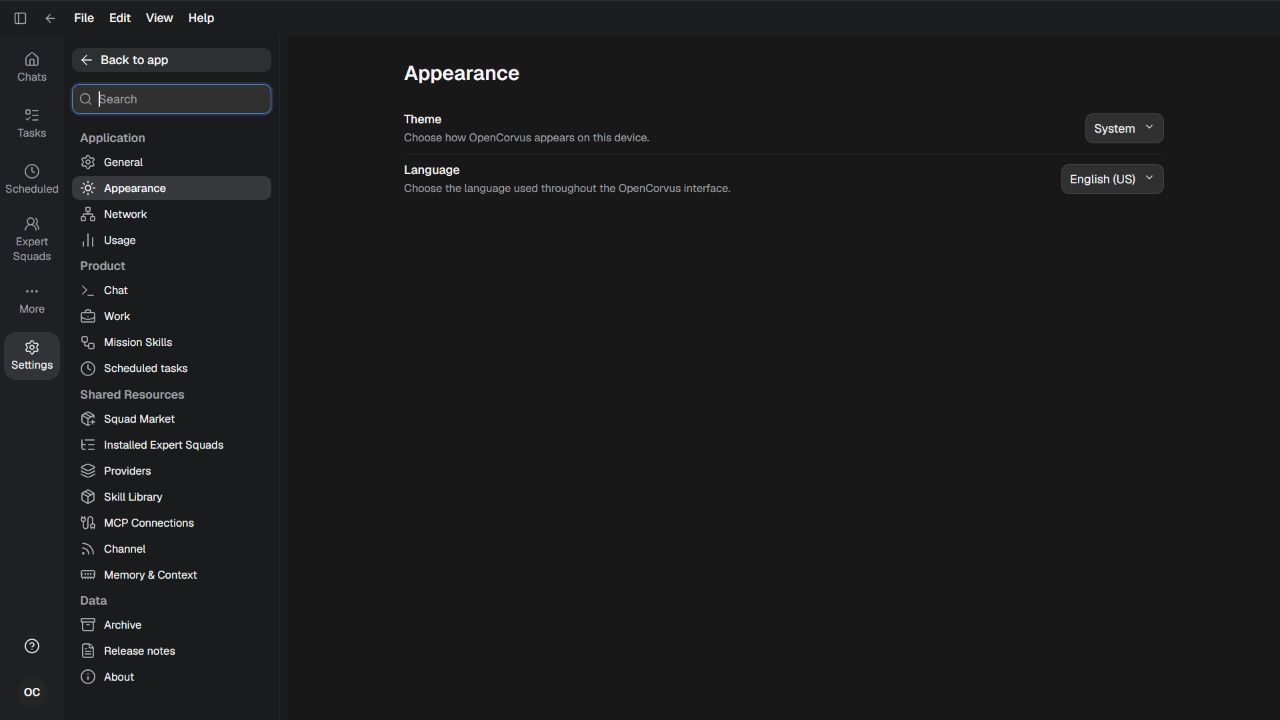 File Edit View Help
Chats
Tasks
Scheduled
Expert
Squads
More
Settings
OC
Back to app
Search
Application
General
Appearance
Network
Usage
Product
Chat
Work
Mission Skills
Scheduled tasks
Shared Resources
Squad Market
Installed Expert Squads
Providers
Skill Library
MCP Connections
Channel
Memory & Context
Data
Archive
Release notes
About
Appearance
Theme
Choose how OpenCorvus appears on this device.
System
Language
Choose the language used throughout the OpenCorvus interface.
English (US)